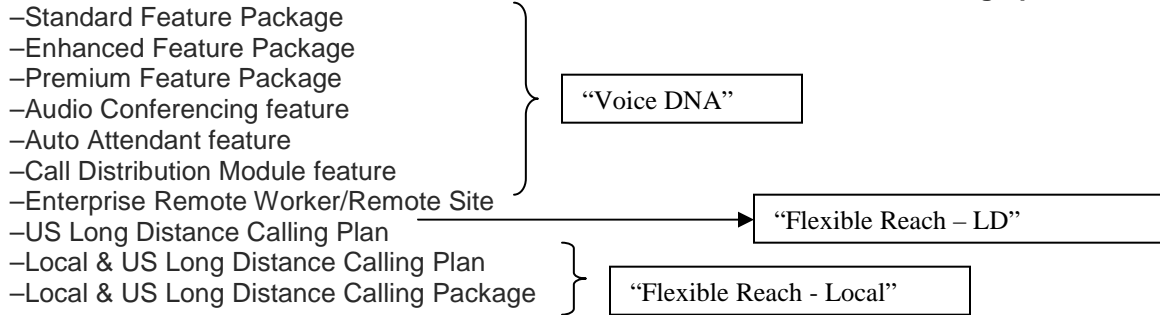 –Standard Feature Package
–Enhanced Feature Package
–Premium Feature Package
–Audio Conferencing feature
“Voice DNA”
–Auto Attendant feature
–Call Distribution Module feature
–Enterprise Remote Worker/Remote Site
“Flexible Reach – LD”
–US Long Distance Calling Plan
–Local & US Long Distance Calling Plan
–Local & US Long Distance Calling Package
“Flexible Reach - Local”